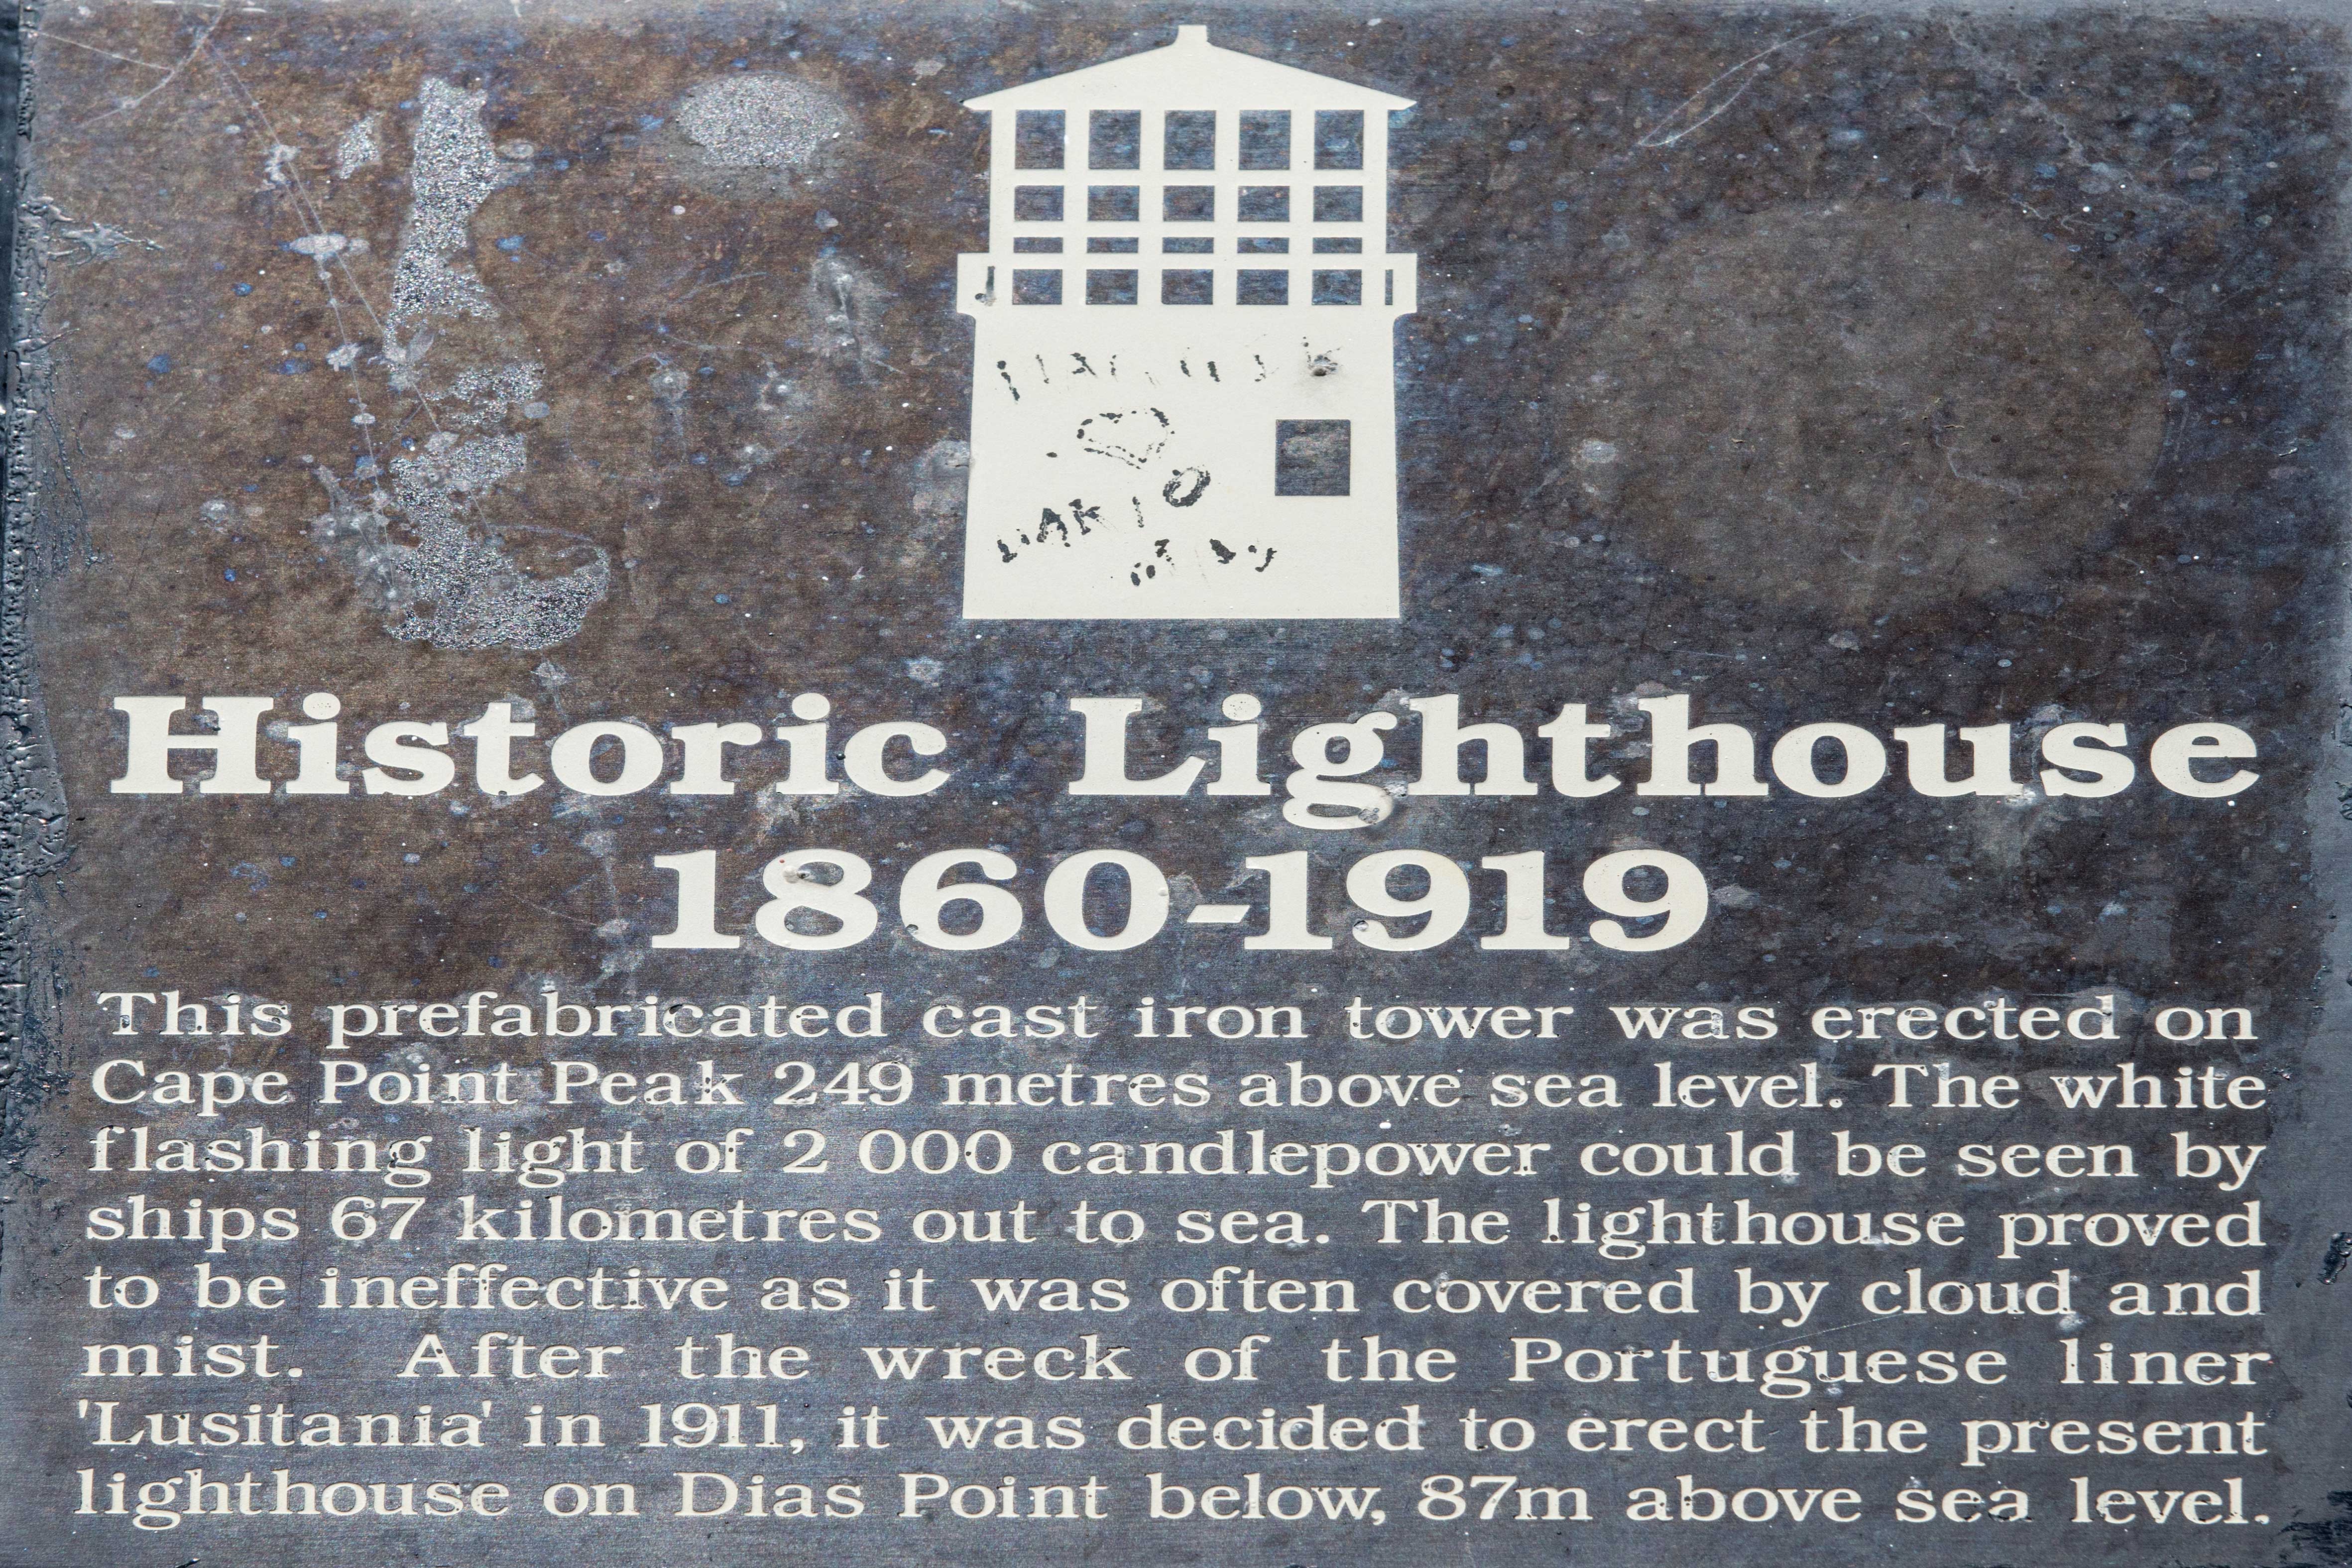 DARIO
Historic Lighthouse
1860-1919
This prefabricated cast iron tower was erected on
Cape Point Peak 249 metres above sea level. The white
flashing light of 2 000 candlepower could be seen by
ships 67 kilometres out to sea. The lighthouse proved
to be ineffective as it was often covered by cloud and
mist. After the wreck of the Portuguese liner
'Lusitania' in 1911, it was decided to erect the present
lighthouse on Dias Point below, 87m above sea level.